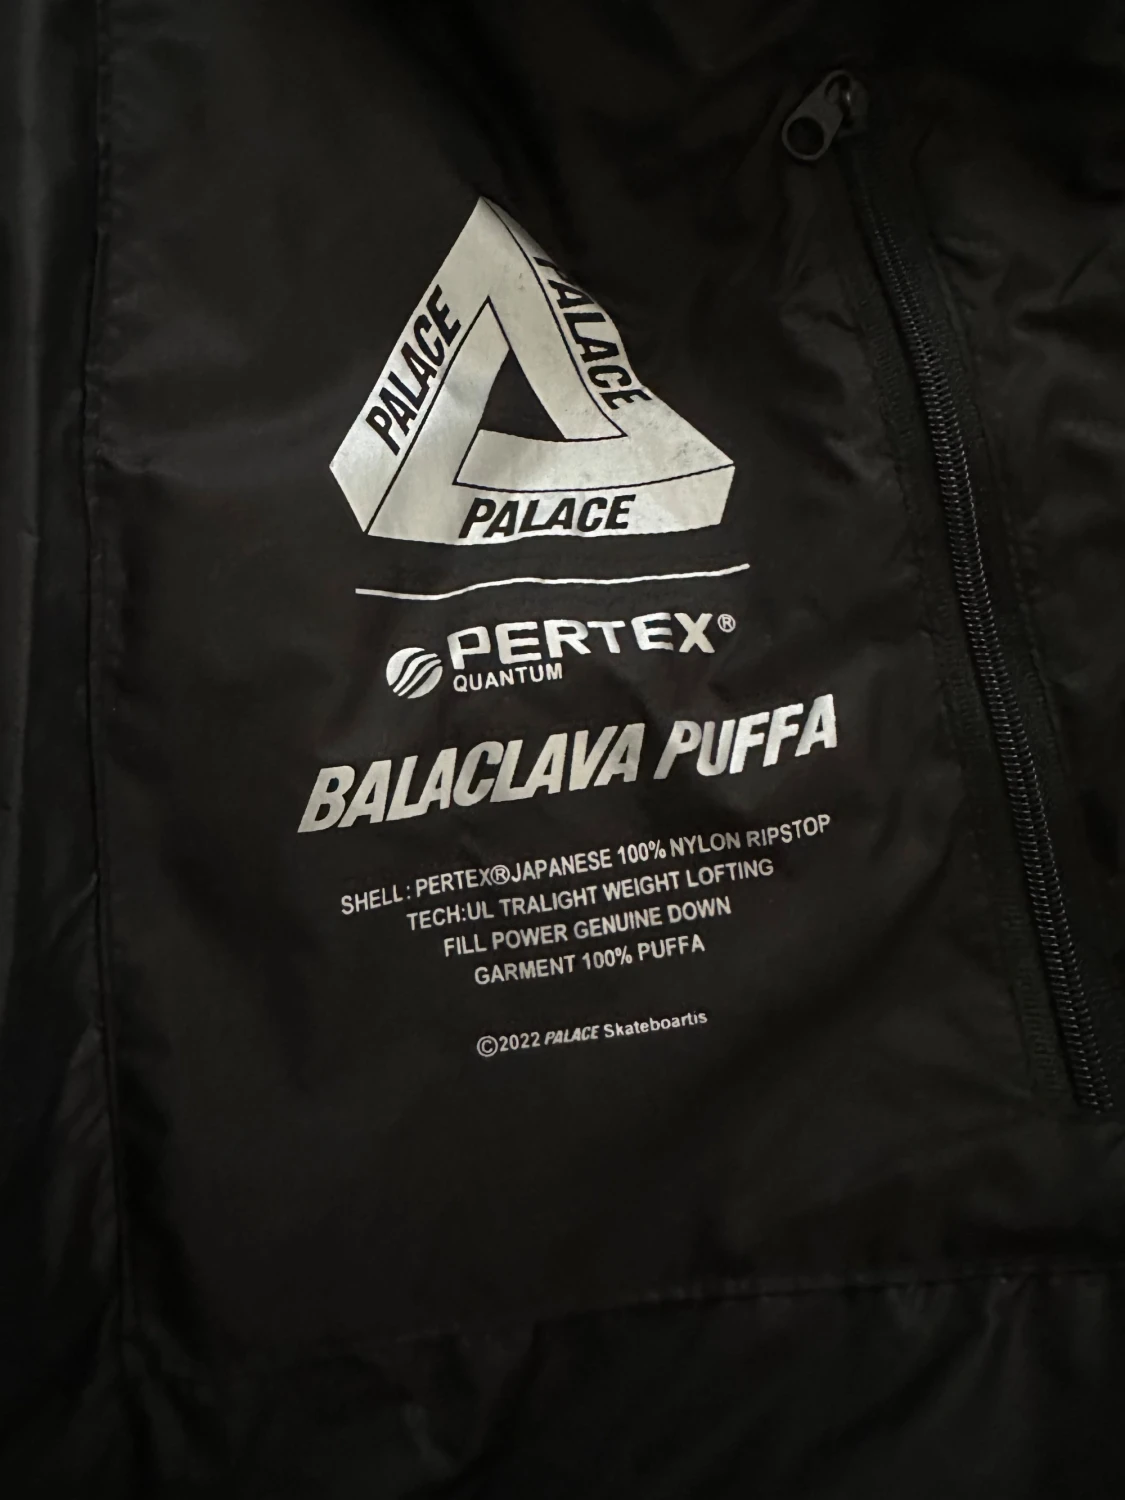 PALACE
PALACE
PALACE
PERTEX®
QUANTUM
BALACLAVA PUFFA
SHELL: PERTEX®JAPANESE 100% NYLON RIPSTOP
TECH:UL TRALIGHT WEIGHT LOFTING
FILL POWER GENUINE DOWN
GARMENT 100% PUFFA
©2022 PALACE Skateboartis